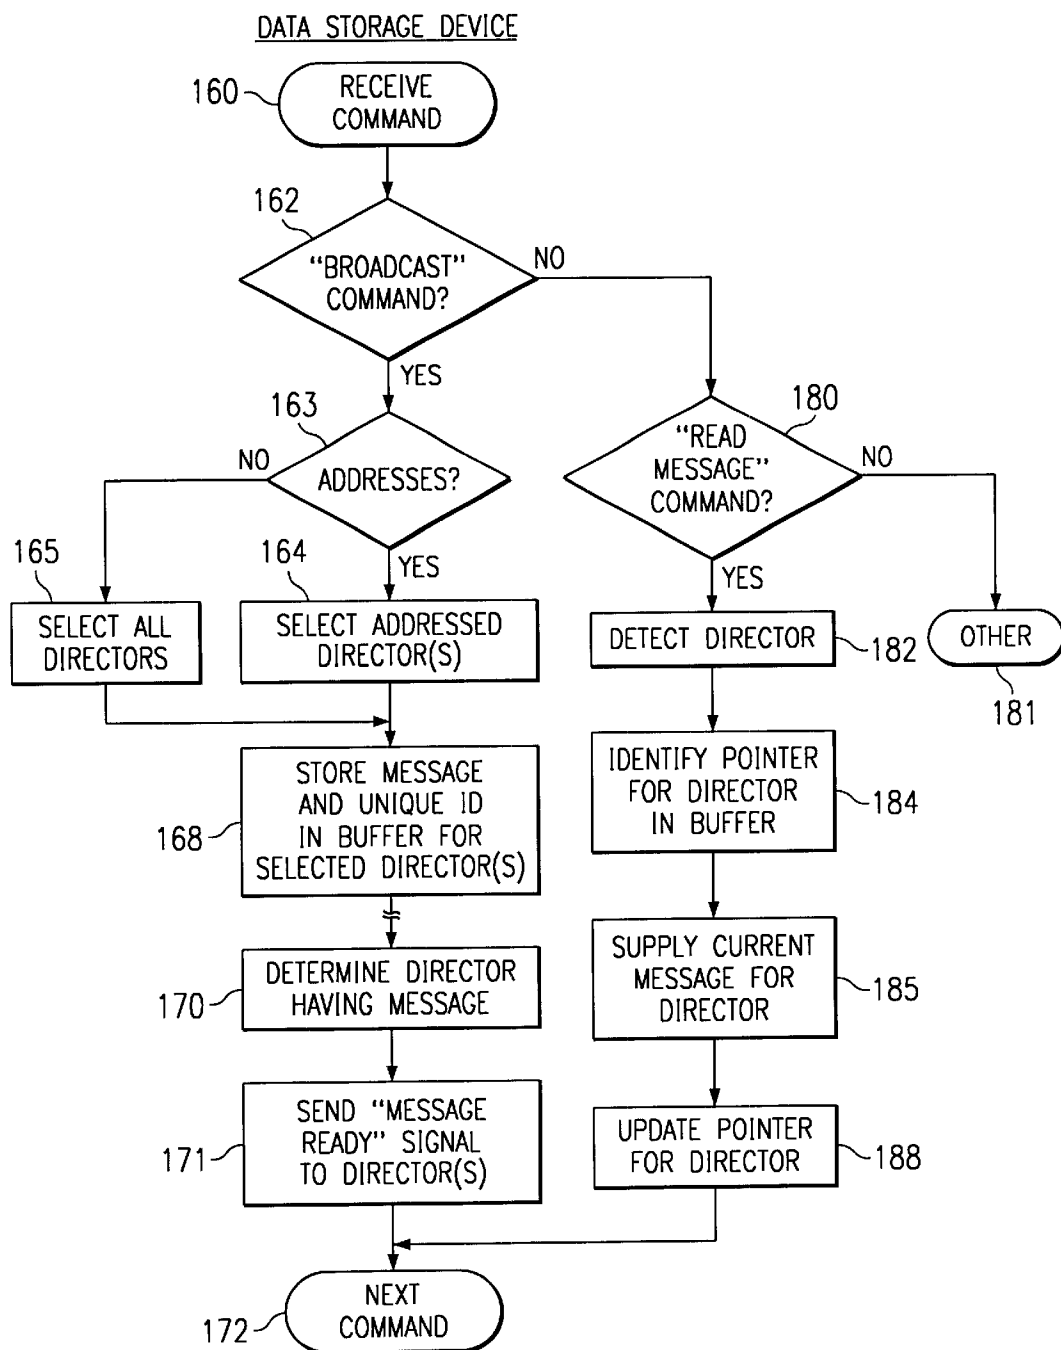 DATA STORAGE DEVICE
160
RECEIVE
COMMAND
162
"BROADCAST"
COMMAND?
NO
YES
163
ADDRESSES?
NO
YES
180
"READ
MESSAGE"
COMMAND?
NO
YES
165
SELECT ALL
DIRECTORS
164
SELECT ADDRESSED
DIRECTOR(S)
DETECT DIRECTOR
182
OTHER
181
168
STORE MESSAGE
AND UNIQUE ID
IN BUFFER FOR
SELECTED DIRECTOR(S)
IDENTIFY POINTER
FOR DIRECTOR
IN BUFFER
184
170
DETERMINE DIRECTOR
HAVING MESSAGE
SUPPLY CURRENT
MESSAGE FOR
DIRECTOR
185
171
SEND "MESSAGE
READY" SIGNAL
TO DIRECTOR(S)
UPDATE POINTER
FOR DIRECTOR
188
172
NEXT
COMMAND